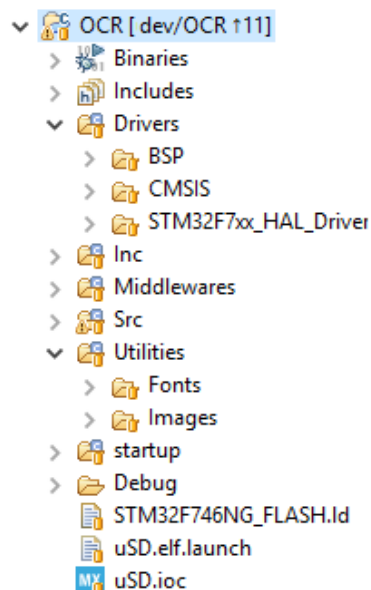 OCR [ dev/OCR ↑11]
Binaries
Includes
Drivers
BSP
CMSIS
STM32F7xx_HAL_Driver
Inc
Middlewares
Src
Utilities
Fonts
Images
startup
Debug
STM32F746NG_FLASH.ld
uSD.elf.launch
MX uSD.ioc